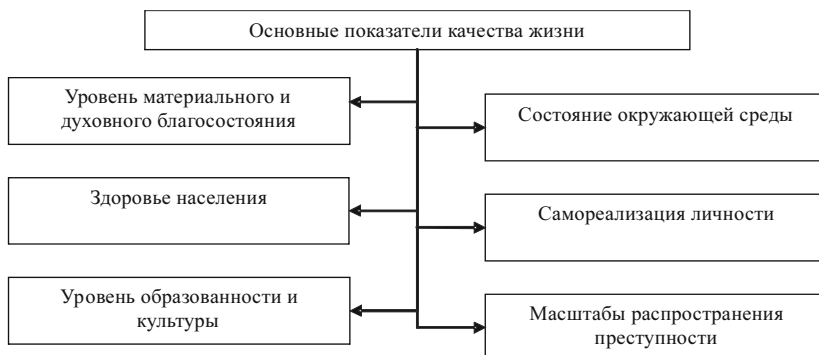 Основные показатели качества жизни
Уровень материального и
духовного благосостояния
Состояние окружающей среды
Здоровье населения
Самореализация личности
Уровень образованности и
культуры
Масштабы распространения
преступности